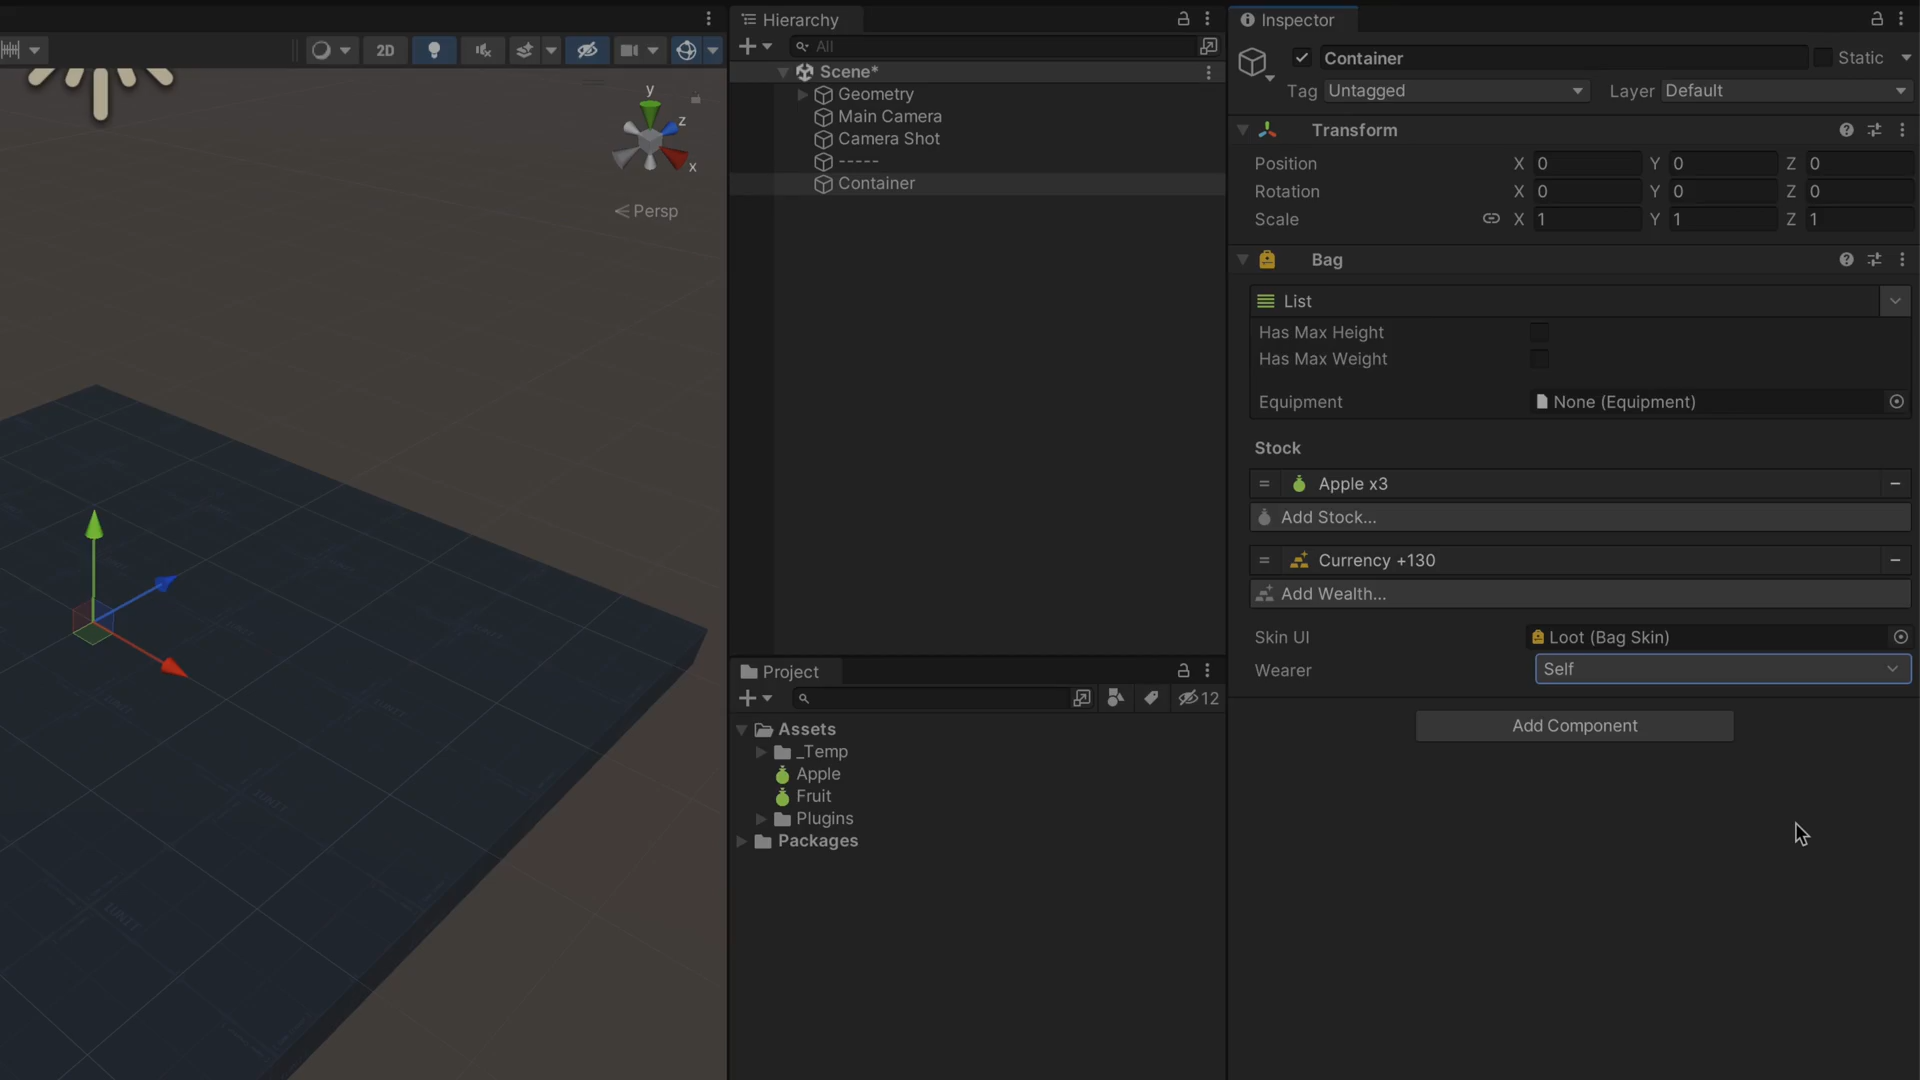 Hierarchy
Inspector
2D
All
Container
Static
Scene*
Tag
Untagged
Layer
Default
y
z
x
Persp
Geometry
Main Camera
Camera Shot
-----
Container
Transform
Position X 0 Y 0 Z 0
Rotation X 0 Y 0 Z 0
Scale X 1 Y 1 Z 1
Bag
List
Has Max Height
Has Max Weight
Equipment
None (Equipment)
Stock
Apple x3
Add Stock...
Currency +130
Add Wealth...
Skin UI
Loot (Bag Skin)
Wearer
Self
Add Component
Project
12
Assets
_Temp
Apple
Fruit
Plugins
Packages